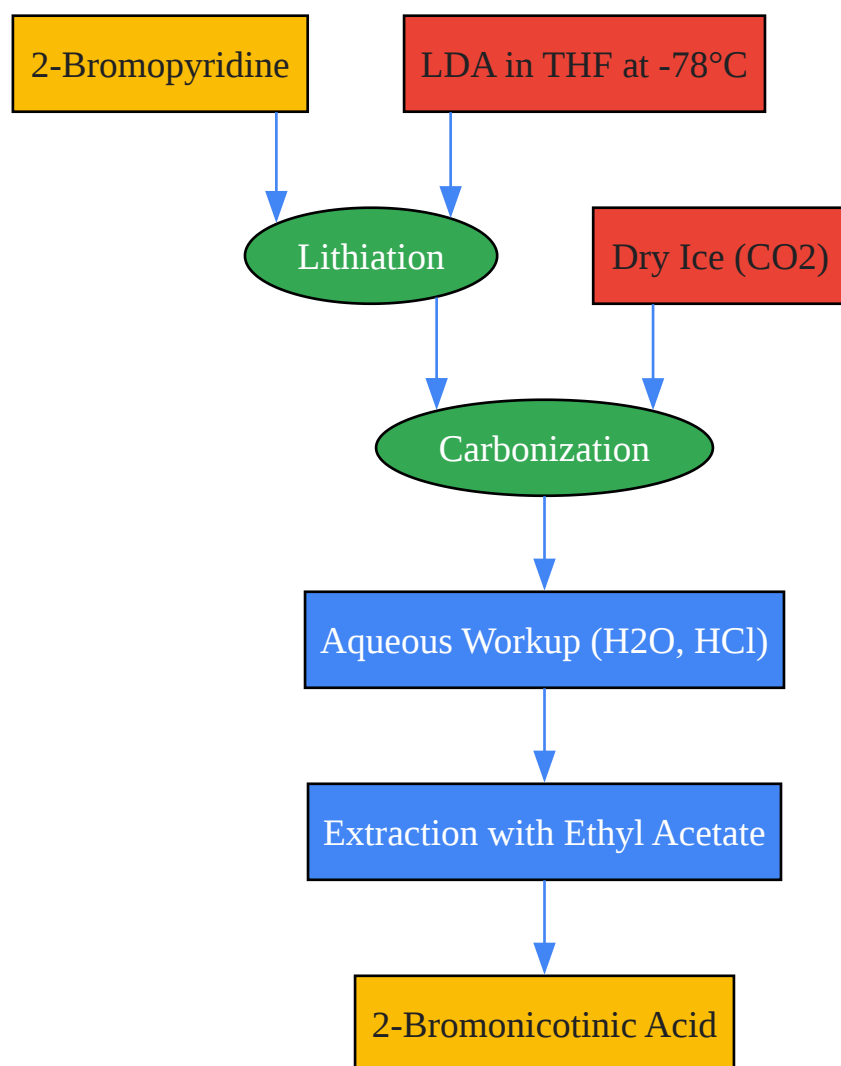 2-Bromopyridine
LDA in THF at -78°C
Lithiation
Dry Ice (CO2)
Carbonization
Aqueous Workup (H2O, HCl)
Extraction with Ethyl Acetate
2-Bromonicotinic Acid